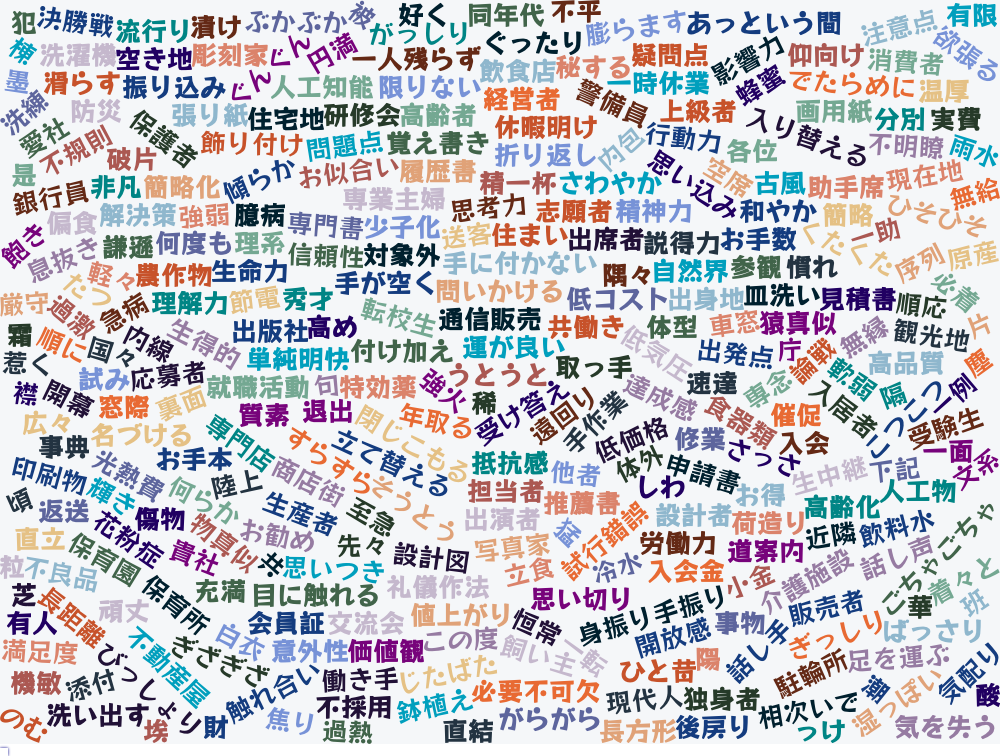 犯 決勝戦 流行り 漬け ぶかぶか 後 好く がっしり 同年代 不平 膨らます あっという間 注意点 有限
棟 洗濯機 空き地 彫刻家 どんどん 円満 一人残らず ぐったり 飲食店 秘する 疑問点 一時休業 影響力 仰向け 消費者 欲張る
墨 滑らす 振り込み 人工知能 限りない 経営者 警備員 上級者 蜂蜜 でたらめに 温厚
洗練 防災 張り紙 住宅地 研修会 高齢者 休暇明け 行動力 入り替える 画用紙 分別 実費
愛社 不規則 破片 保護者 飾り付け 問題点 覚え書き 折り返し 内包 各位 不明瞭 雨水
是 銀行員 非凡 簡略化 傾らか お似合い 履歴書 精一杯 さわやか 思い込み 空席 古風 助手席 現在地 無給
偏食 解決策 強弱 臆病 専門書 専業主婦 少子化 思考力 志願者 精神力 和やか 簡略 ひそひそ
飽き 息抜き 謙遜 何度も 理系 信頼性 対象外 送客 住まい 出席者 説得力 お手数 くたくた 一助 序列 原産
軽々 農作物 生命力 手が空く 手に付かない 隅々 自然界 参観 慣れ
厳守 過激 たつ 急病 理解力 節電 秀才 転校生 問いかける 低コスト 出身地 皿洗い 見積書 順応 必着
霜 順に 国々 内線 生得的 出版社 高め 通信販売 共働き 体型 車窓 猿真似 無縁 観光地 片
惹く 試み 応募者 単純明快 付け加え 運が良い 取っ手 低気圧 出発点 庁 高品質 塵
襟 開幕 窓際 裏面 就職活動 句 特効薬 強火 うとうと 稀 受け答え 遠回り 達成感 速達 専念 軟弱 隔 こつこつ 一例
広々 名づける 質素 退出 閉じこもる 年取る 手作業 低価格 食器類 催促 入居者 受験生
事典 お手本 専門店 すらすら 立て替える 抵抗感 他者 体外 修業 さっさ 入会 一面 文系
印刷物 光熱費 何らか 陸上 商店街 そうとう 担当者 推薦書 しわ 申請書 お得 生中継 下記 人工物
頃 返送 輝き 傷物 お勧め 生産者 至急 出演者 猛 試行錯誤 設計者 荷造り 高齢化
直立 花粉症 貴社 物真似 先々 設計図 写真家 労働力 道案内 近隣 飲料水 ごちゃごちゃ
粒 不良品 保育園 共 思いつき 立食 冷水 入会金 小金 介護施設 話し声 着々と
芝 長距離 頑丈 保育所 充満 目に触れる 礼儀作法 思い切り 身振り手振り 販売者 華 班
有人 不動産屋 白衣 会員証 交流会 値上がり 恒常 開放感 事物 ぎっしり ばっさり
満足度 びっしょり ぎざぎざ 意外性 価値観 この度 飼い主 転 ひと昔 陽 話し手 駐輪所 足を運ぶ 気配り
機敏 添付 触れ合い 働き手 じたばた 必要不可欠 現代人 独身者 潮 湿っぽい 酸
のむ 洗い出す 埃 財 焦り 不採用 過熱 鉢植え 直結 がらがら 長方形 後戻り 相次いで つけ 気を失う